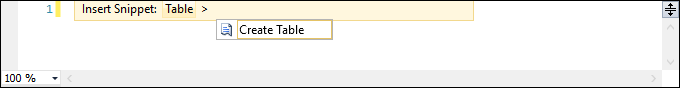 1 Insert Snippet: Table >
Create Table
100 %